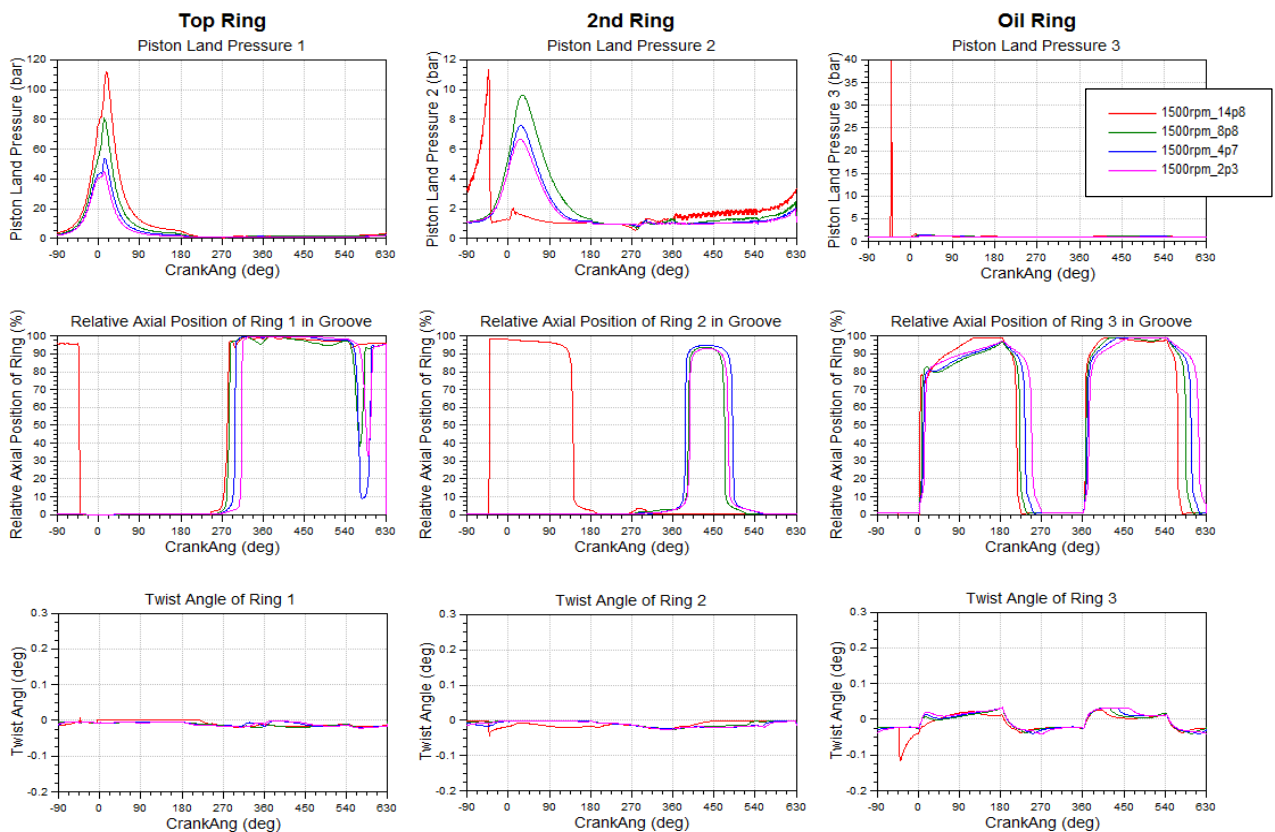 Top Ring
2nd Ring
Oil Ring
Piston Land Pressure 1
Piston Land Pressure 2
Piston Land Pressure 3
Piston Land Pressure (bar)
120
100
80
60
40
20
0
-90 0 90 180 270 360 450 540 630
CrankAng (deg)
Piston Land Pressure 2 (bar)
12
10
8
6
4
2
0
-90 0 90 180 270 360 450 540 630
CrankAng (deg)
Piston Land Pressure 3 (bar)
40
35
30
25
20
15
10
5
0
-90 0 90 180 270 360 450 540 630
CrankAng (deg)
1500rpm_14p8
1500rpm_8p8
1500rpm_4p7
1500rpm_2p3
Relative Axial Position of Ring 1 in Groove
Relative Axial Position of Ring 2 in Groove
Relative Axial Position of Ring 3 in Groove
Relative Axial Position of Ring (%)
100
90
80
70
60
50
40
30
20
10
0
-90 0 90 180 270 360 450 540 630
CrankAng (deg)
Relative Axial Position of Ring (%)
100
90
80
70
60
50
40
30
20
10
0
-90 0 90 180 270 360 450 540 630
CrankAng (deg)
Relative Axial Position of Ring (%)
100
90
80
70
60
50
40
30
20
10
0
-90 0 90 180 270 360 450 540 630
CrankAng (deg)
Twist Angle of Ring 1
Twist Angle of Ring 2
Twist Angle of Ring 3
Twist Angl (deg)
0.3
0.2
0.1
0
-0.1
-0.2
-90 0 90 180 270 360 450 540 630
CrankAng (deg)
Twist Angle (deg)
0.3
0.2
0.1
0
-0.1
-0.2
-90 0 90 180 270 360 450 540 630
CrankAng (deg)
Twist Angle (deg)
0.3
0.2
0.1
0
-0.1
-0.2
-90 0 90 180 270 360 450 540 630
CrankAng (deg)